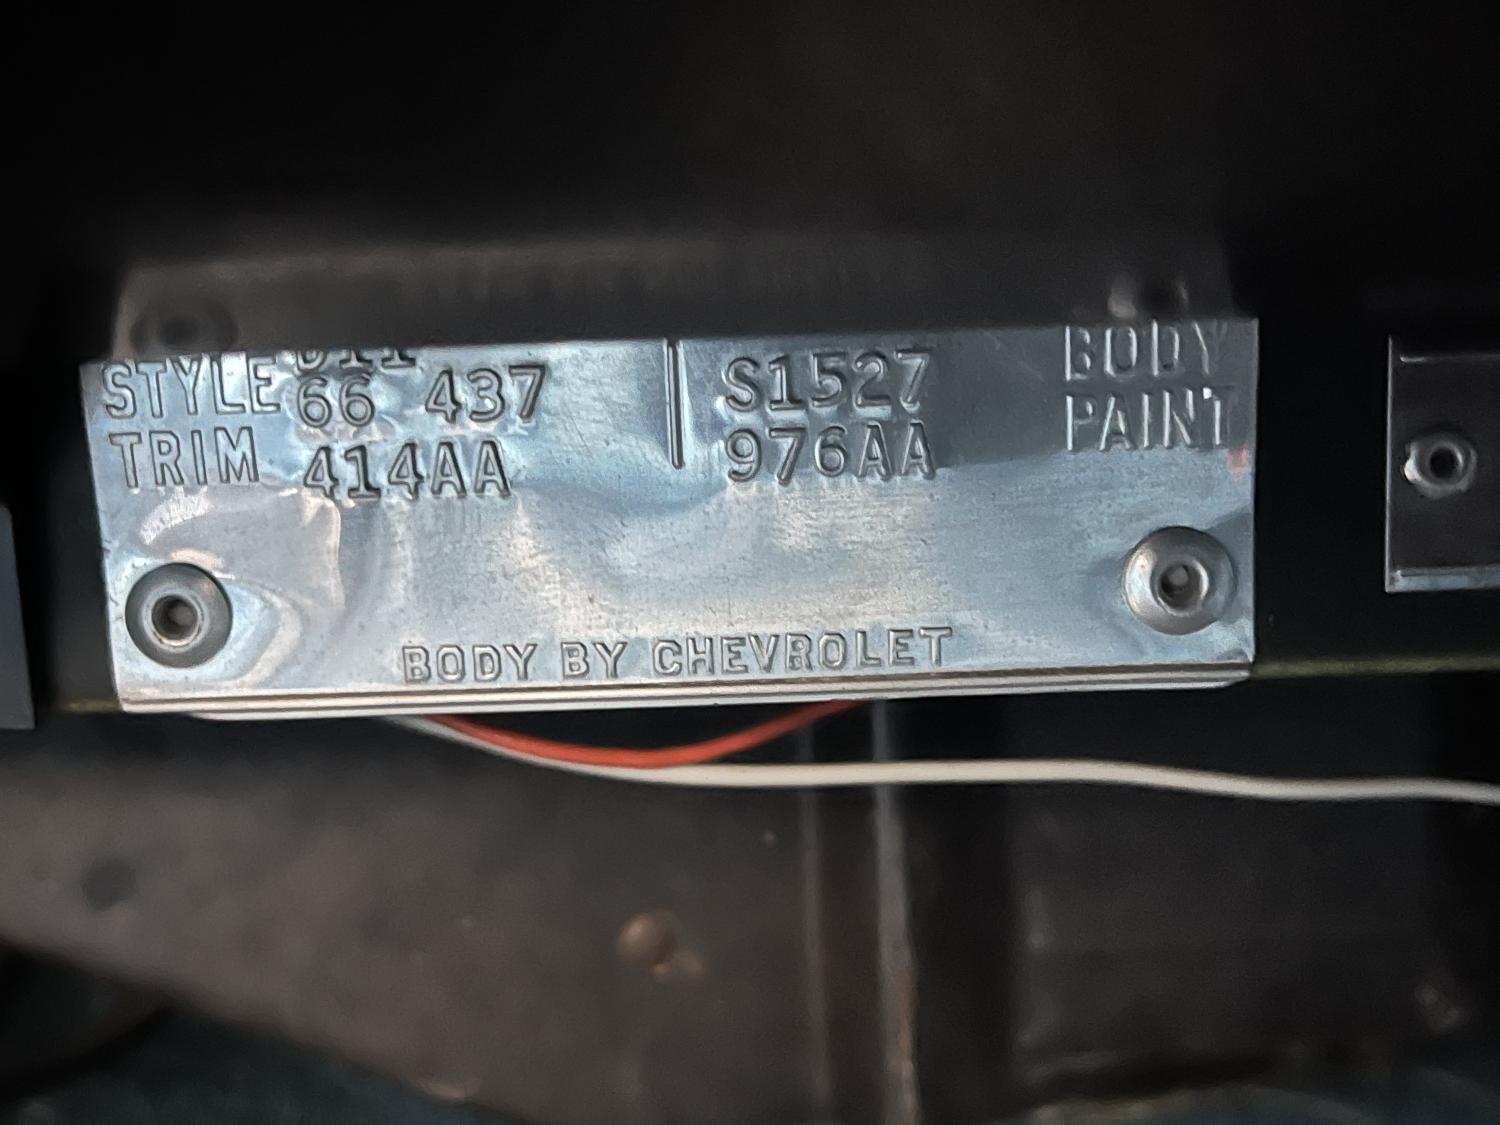 STYLE 66 437 S1527 BODY
TRIM 414AA 976AA PAINT
BODY BY CHEVROLET